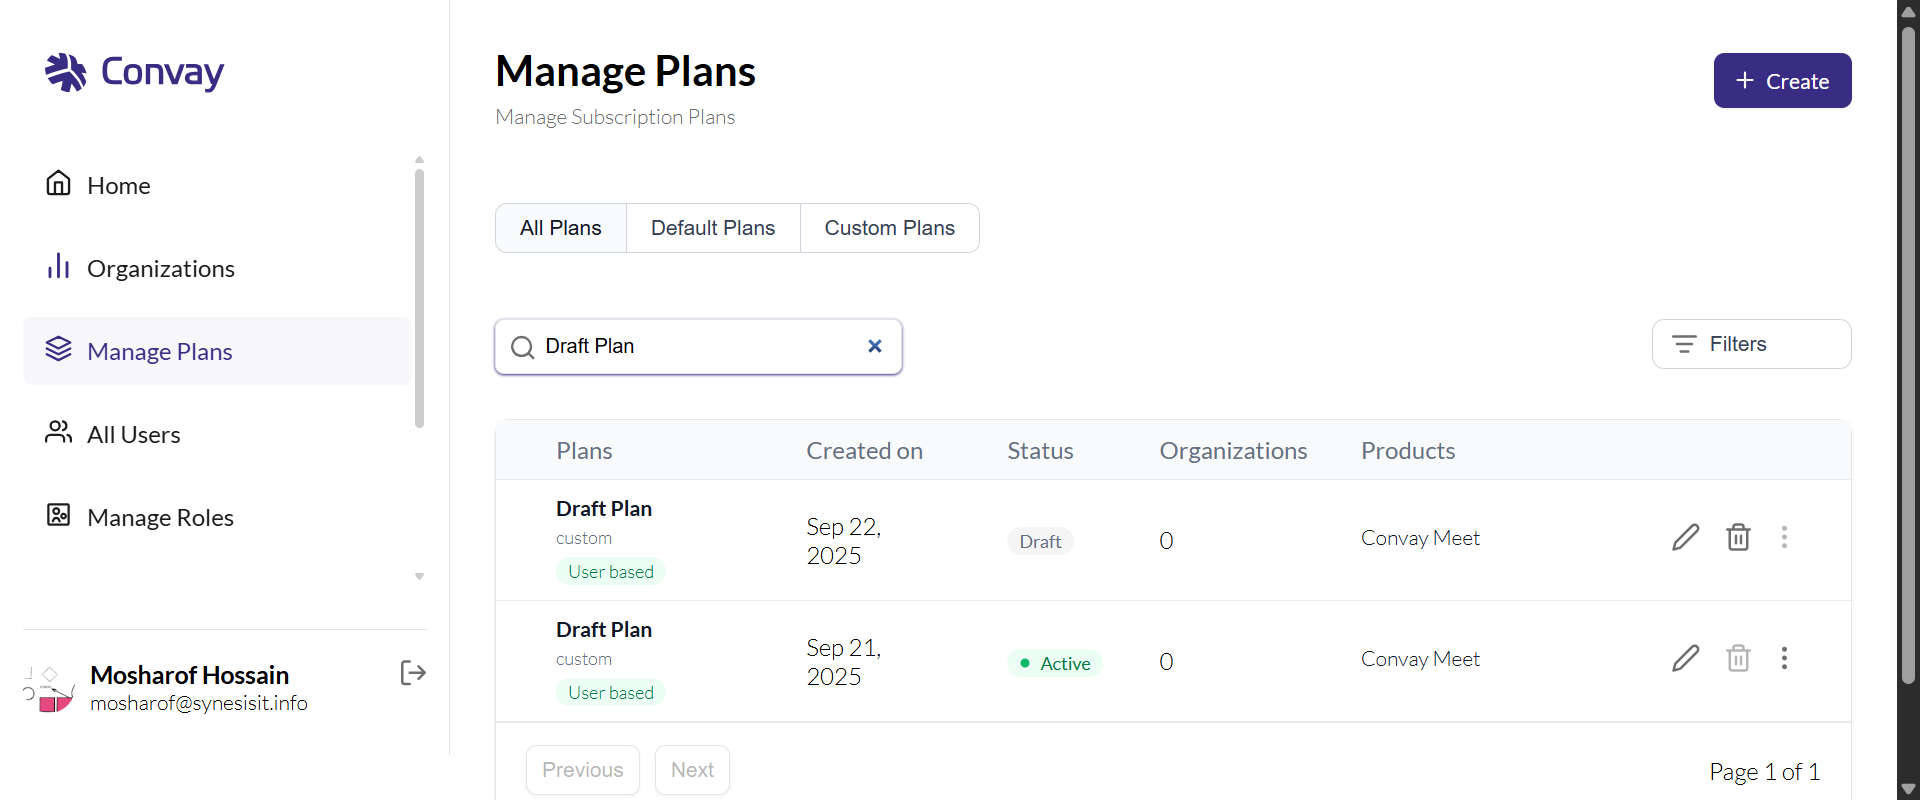 Convay
Home
Organizations
Manage Plans
All Users
Manage Roles
Mosharof Hossain
mosharof@synesisit.info
Manage Plans
Manage Subscription Plans
+ Create
All Plans
Default Plans
Custom Plans
Draft Plan
Filters
Plans Created on Status Organizations Products
Draft Plan
custom
User based
Sep 22,
2025
Draft
0
Convay Meet
Draft Plan
custom
User based
Sep 21,
2025
Active
0
Convay Meet
Previous
Next
Page 1 of 1